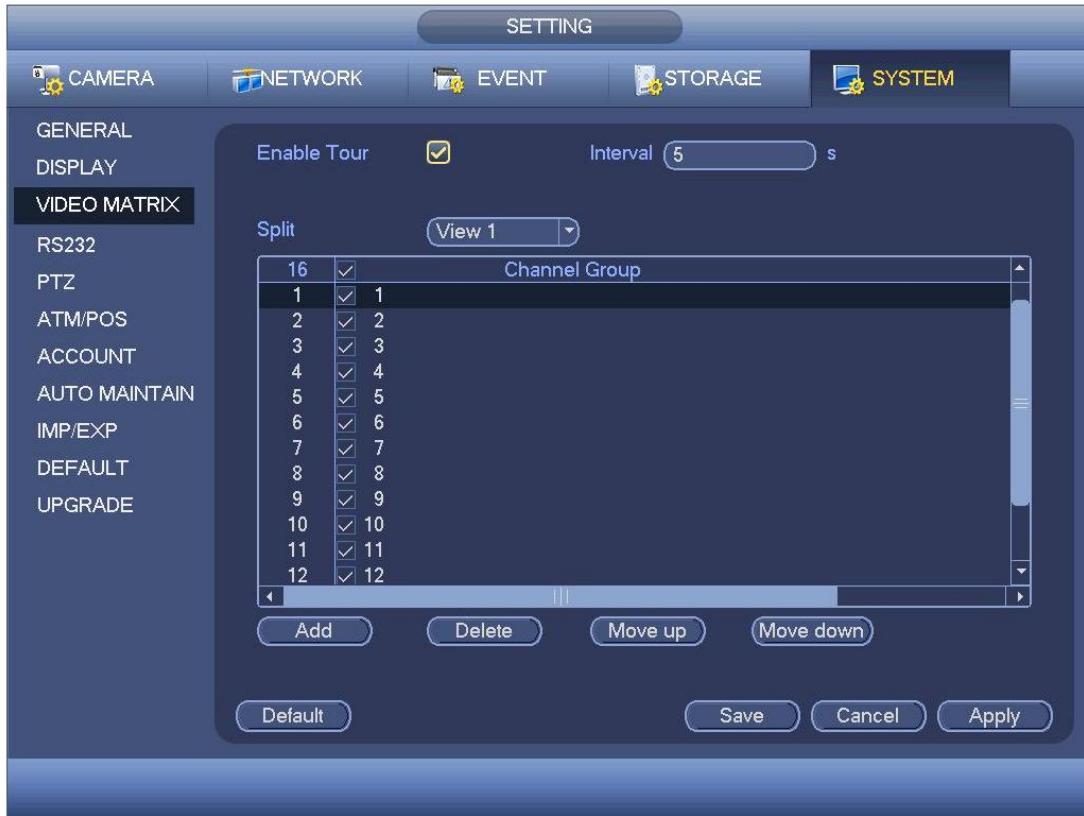 SETTING
CAMERA NETWORK EVENT STORAGE SYSTEM
GENERAL
DISPLAY
VIDEO MATRIX
RS232
PTZ
ATM/POS
ACCOUNT
AUTO MAINTAIN
IMP/EXP
DEFAULT
UPGRADE
Enable Tour Interval 5 s
Split View 1
16 Channel Group
1 1
2 2
3 3
4 4
5 5
6 6
7 7
8 8
9 9
10 10
11 11
12 12
Add Delete Move up Move down
Default Save Cancel Apply